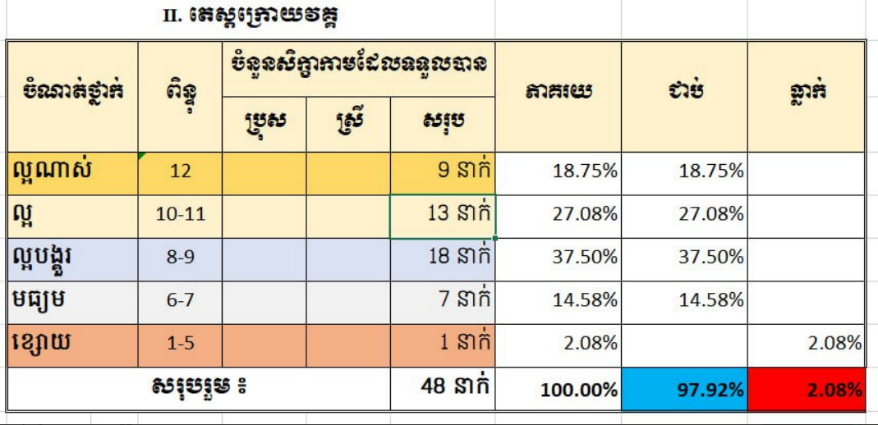 II. តេស្តក្រោយវគ្គ
ចំណាត់ថ្នាក់ ពិន្ទុ ចំនួនសិក្ខាកាមដែលទទួលបាន ភាគរយ ជាប់ ធ្លាក់
ប្រុស ស្រី សរុប
ល្អណាស់ 12 9 នាក់ 18.75% 18.75%
ល្អ 10-11 13 នាក់ 27.08% 27.08%
ល្អបង្គួរ 8-9 18 នាក់ 37.50% 37.50%
មធ្យម 6-7 7 នាក់ 14.58% 14.58%
ខ្សោយ 1-5 1 នាក់ 2.08% 2.08%
សរុបរួម ៖ 48 នាក់ 100.00% 97.92% 2.08%